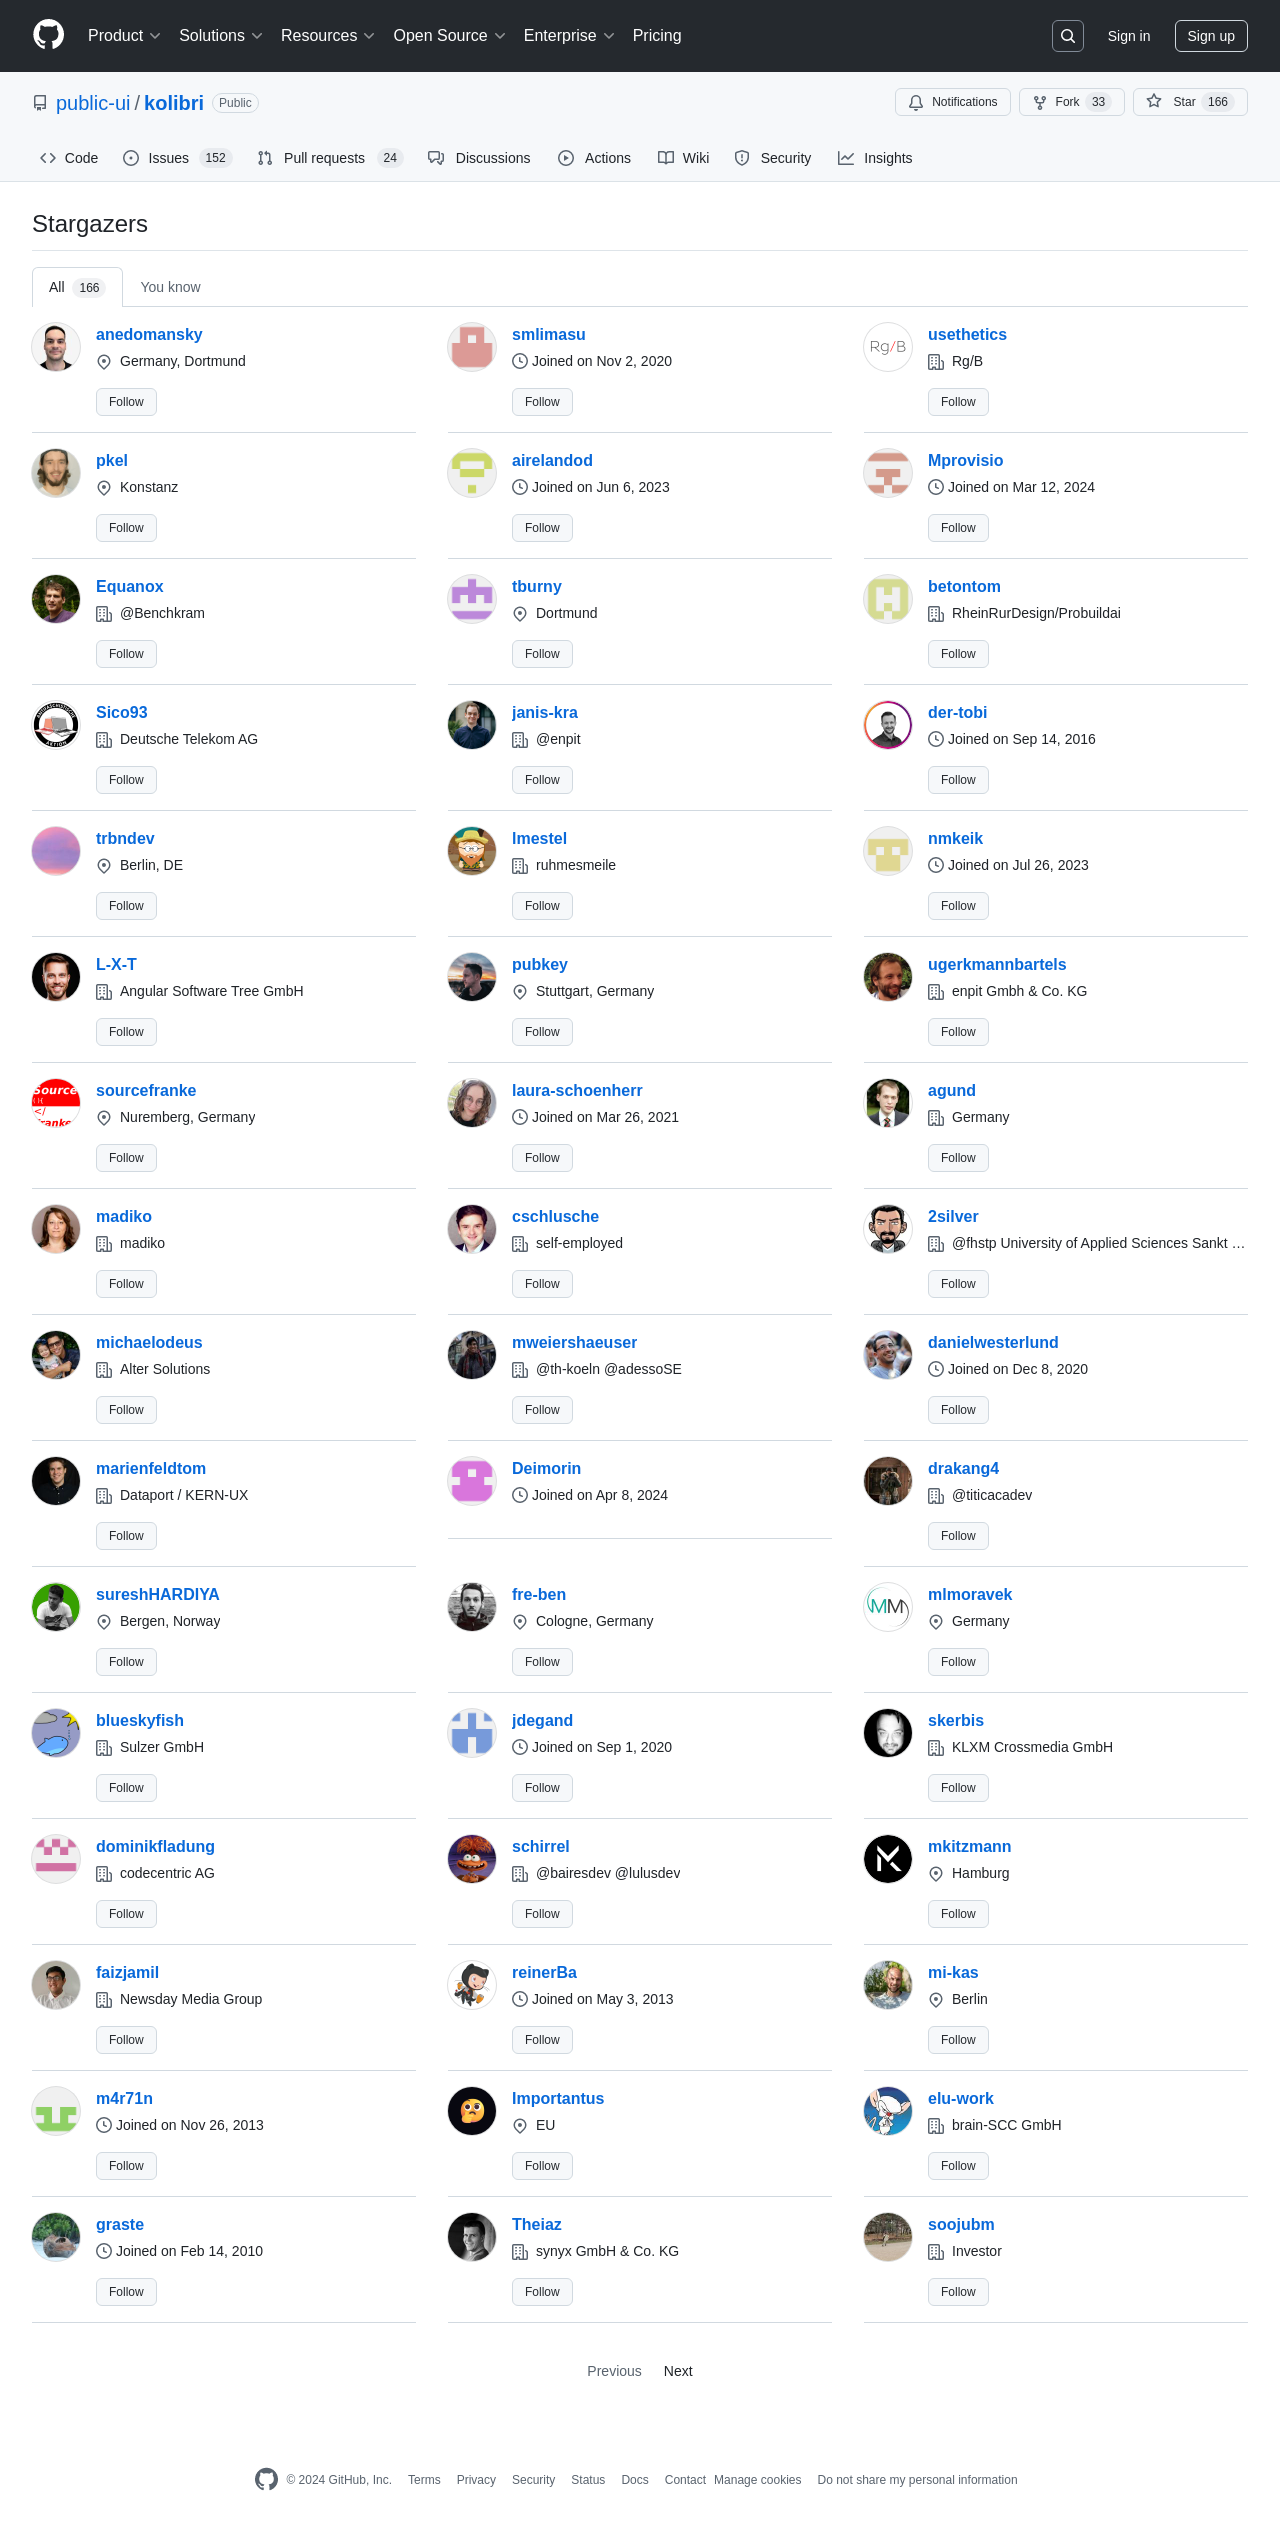 Product Solutions Resources Open Source Enterprise Pricing Sign in Sign up
public-ui / kolibri Public Notifications Fork 33 Star 166
Code Issues 152 Pull requests 24 Discussions Actions Wiki Security Insights
Stargazers
All 166 You know
anedomansky smlimasu usethetics
Germany, Dortmund Joined on Nov 2, 2020 Rg/B
Rg/B
Follow Follow Follow
pkel airelandod Mprovisio
Konstanz Joined on Jun 6, 2023 Joined on Mar 12, 2024
Follow Follow Follow
Equanox tburny betontom
@Benchkram Dortmund RheinRurDesign/Probuildai
Follow Follow Follow
Sico93 janis-kra der-tobi
Deutsche Telekom AG @enpit Joined on Sep 14, 2016
Follow Follow Follow
trbndev lmestel nmkeik
Berlin, DE ruhmesmeile Joined on Jul 26, 2023
Follow Follow Follow
L-X-T pubkey ugerkmannbartels
Angular Software Tree GmbH Stuttgart, Germany enpit Gmbh & Co. KG
Follow Follow Follow
sourcefranke laura-schoenherr agund
Source
Nuremberg, Germany Joined on Mar 26, 2021 Germany
</
ranke
Follow Follow Follow
madiko cschlusche 2silver
madiko self-employed @fhstp University of Applied Sciences Sankt …
Follow Follow Follow
michaelodeus mweiershaeuser danielwesterlund
Alter Solutions @th-koeln @adessoSE Joined on Dec 8, 2020
Follow Follow Follow
marienfeldtom Deimorin drakang4
Dataport / KERN-UX Joined on Apr 8, 2024 @titicacadev
Follow Follow
sureshHARDIYA fre-ben mlmoravek
MM
Bergen, Norway Cologne, Germany Germany
Follow Follow Follow
blueskyfish jdegand skerbis
Sulzer GmbH Joined on Sep 1, 2020 KLXM Crossmedia GmbH
Follow Follow Follow
dominikfladung schirrel mkitzmann
codecentric AG @bairesdev @lulusdev Hamburg
Follow Follow Follow
faizjamil reinerBa mi-kas
Newsday Media Group Joined on May 3, 2013 Berlin
Follow Follow Follow
m4r71n Importantus elu-work
Joined on Nov 26, 2013 EU brain-SCC GmbH
Follow Follow Follow
graste Theiaz soojubm
Joined on Feb 14, 2010 synyx GmbH & Co. KG Investor
Follow Follow Follow
Previous Next
© 2024 GitHub, Inc. Terms Privacy Security Status Docs Contact Manage cookies Do not share my personal information